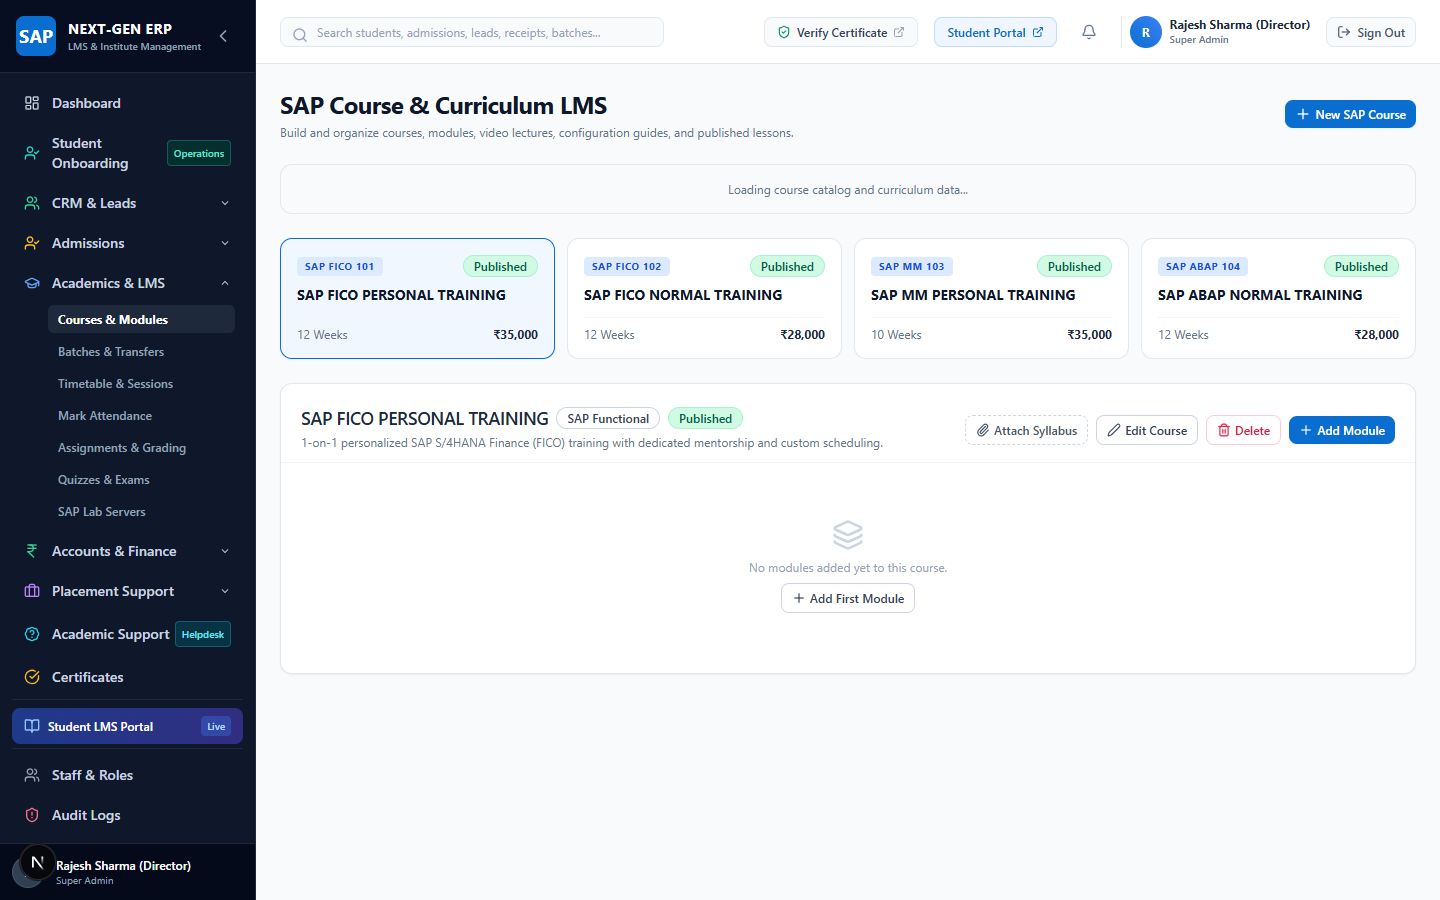 SAP
NEXT-GEN ERP
LMS & Institute Management
Dashboard
Student Onboarding
Operations
CRM & Leads
Admissions
Academics & LMS
Courses & Modules
Batches & Transfers
Timetable & Sessions
Mark Attendance
Assignments & Grading
Quizzes & Exams
SAP Lab Servers
Accounts & Finance
Placement Support
Academic Support
Helpdesk
Certificates
Student LMS Portal
Live
Staff & Roles
Audit Logs
N
Rajesh Sharma (Director)
Super Admin
Search students, admissions, leads, receipts, batches...
Verify Certificate
Student Portal
R
Rajesh Sharma (Director)
Super Admin
Sign Out
SAP Course & Curriculum LMS
Build and organize courses, modules, video lectures, configuration guides, and published lessons.
New SAP Course
Loading course catalog and curriculum data...
SAP FICO 101
Published
SAP FICO PERSONAL TRAINING
12 Weeks
₹35,000
SAP FICO 102
Published
SAP FICO NORMAL TRAINING
12 Weeks
₹28,000
SAP MM 103
Published
SAP MM PERSONAL TRAINING
10 Weeks
₹35,000
SAP ABAP 104
Published
SAP ABAP NORMAL TRAINING
12 Weeks
₹28,000
SAP FICO PERSONAL TRAINING
SAP Functional
Published
1-on-1 personalized SAP S/4HANA Finance (FICO) training with dedicated mentorship and custom scheduling.
Attach Syllabus
Edit Course
Delete
Add Module
No modules added yet to this course.
Add First Module